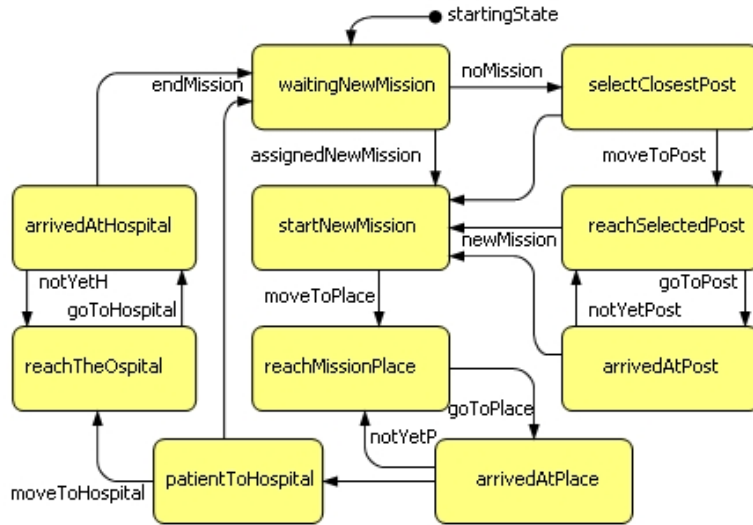 startingState
waitingNewMission
noMission
selectClosestPost
endMission
assignedNewMission
moveToPost
arrivedAtHospital
startNewMission
newMission
reachSelectedPost
notYetH
goToHospital
moveToPlace
goToPost
notYetPost
reachTheOspital
reachMissionPlace
arrivedAtPost
goToPlace
notYetP
moveToHospital
patientToHospital
arrivedAtPlace